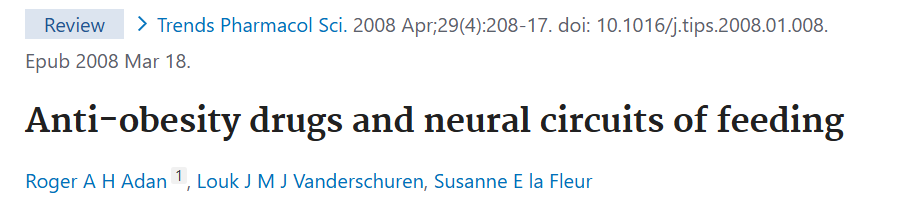 Review > Trends Pharmacol Sci. 2008 Apr;29(4):208-17. doi: 10.1016/j.tips.2008.01.008.
Epub 2008 Mar 18.
Anti-obesity drugs and neural circuits of feeding
Roger A H Adan 1, Louk J M J Vanderschuren, Susanne E la Fleur